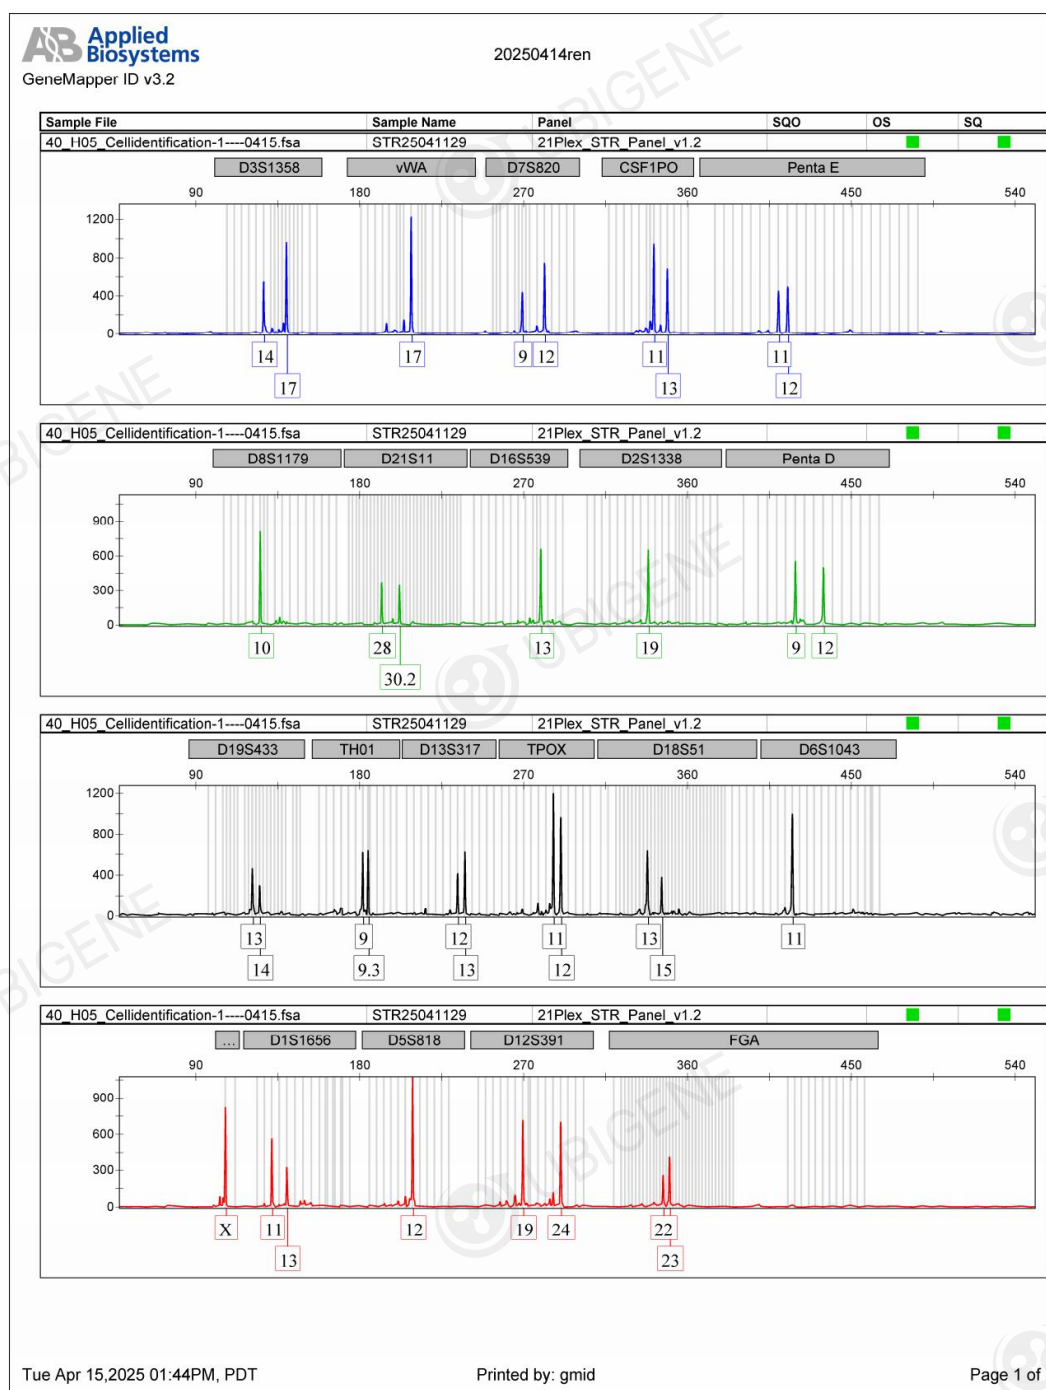 AB Applied Biosystems
GeneMapper ID v3.2
20250414ren
Sample File Sample Name Panel SQO OS SQ
40_H05_Cellidentification-1----0415.fsa STR25041129 21Plex_STR_Panel_v1.2
D3S1358 vWA D7S820 CSF1PO Penta E
90 180 270 360 450 540
1200
800
400
0
14 17 9 12 11 11
17 13 12
40_H05_Cellidentification-1----0415.fsa STR25041129 21Plex_STR_Panel_v1.2
D8S1179 D21S11 D16S539 D2S1338 Penta D
90 180 270 360 450 540
900
600
300
0
10 28 13 19 9 12
30.2
40_H05_Cellidentification-1----0415.fsa STR25041129 21Plex_STR_Panel_v1.2
D19S433 TH01 D13S317 TPOX D18S51 D6S1043
90 180 270 360 450 540
1200
800
400
0
13 9 12 11 13 11
14 9.3 13 12 15
40_H05_Cellidentification-1----0415.fsa STR25041129 21Plex_STR_Panel_v1.2
... D1S1656 D5S818 D12S391 FGA
90 180 270 360 450 540
900
600
300
0
X 11 12 19 24 22
13 23
Tue Apr 15,2025 01:44PM, PDT Printed by: gmid Page 1 of
UBIGENE
UBIGENE
UBIGENE
UBIGENE
BIGENE
BIGENE